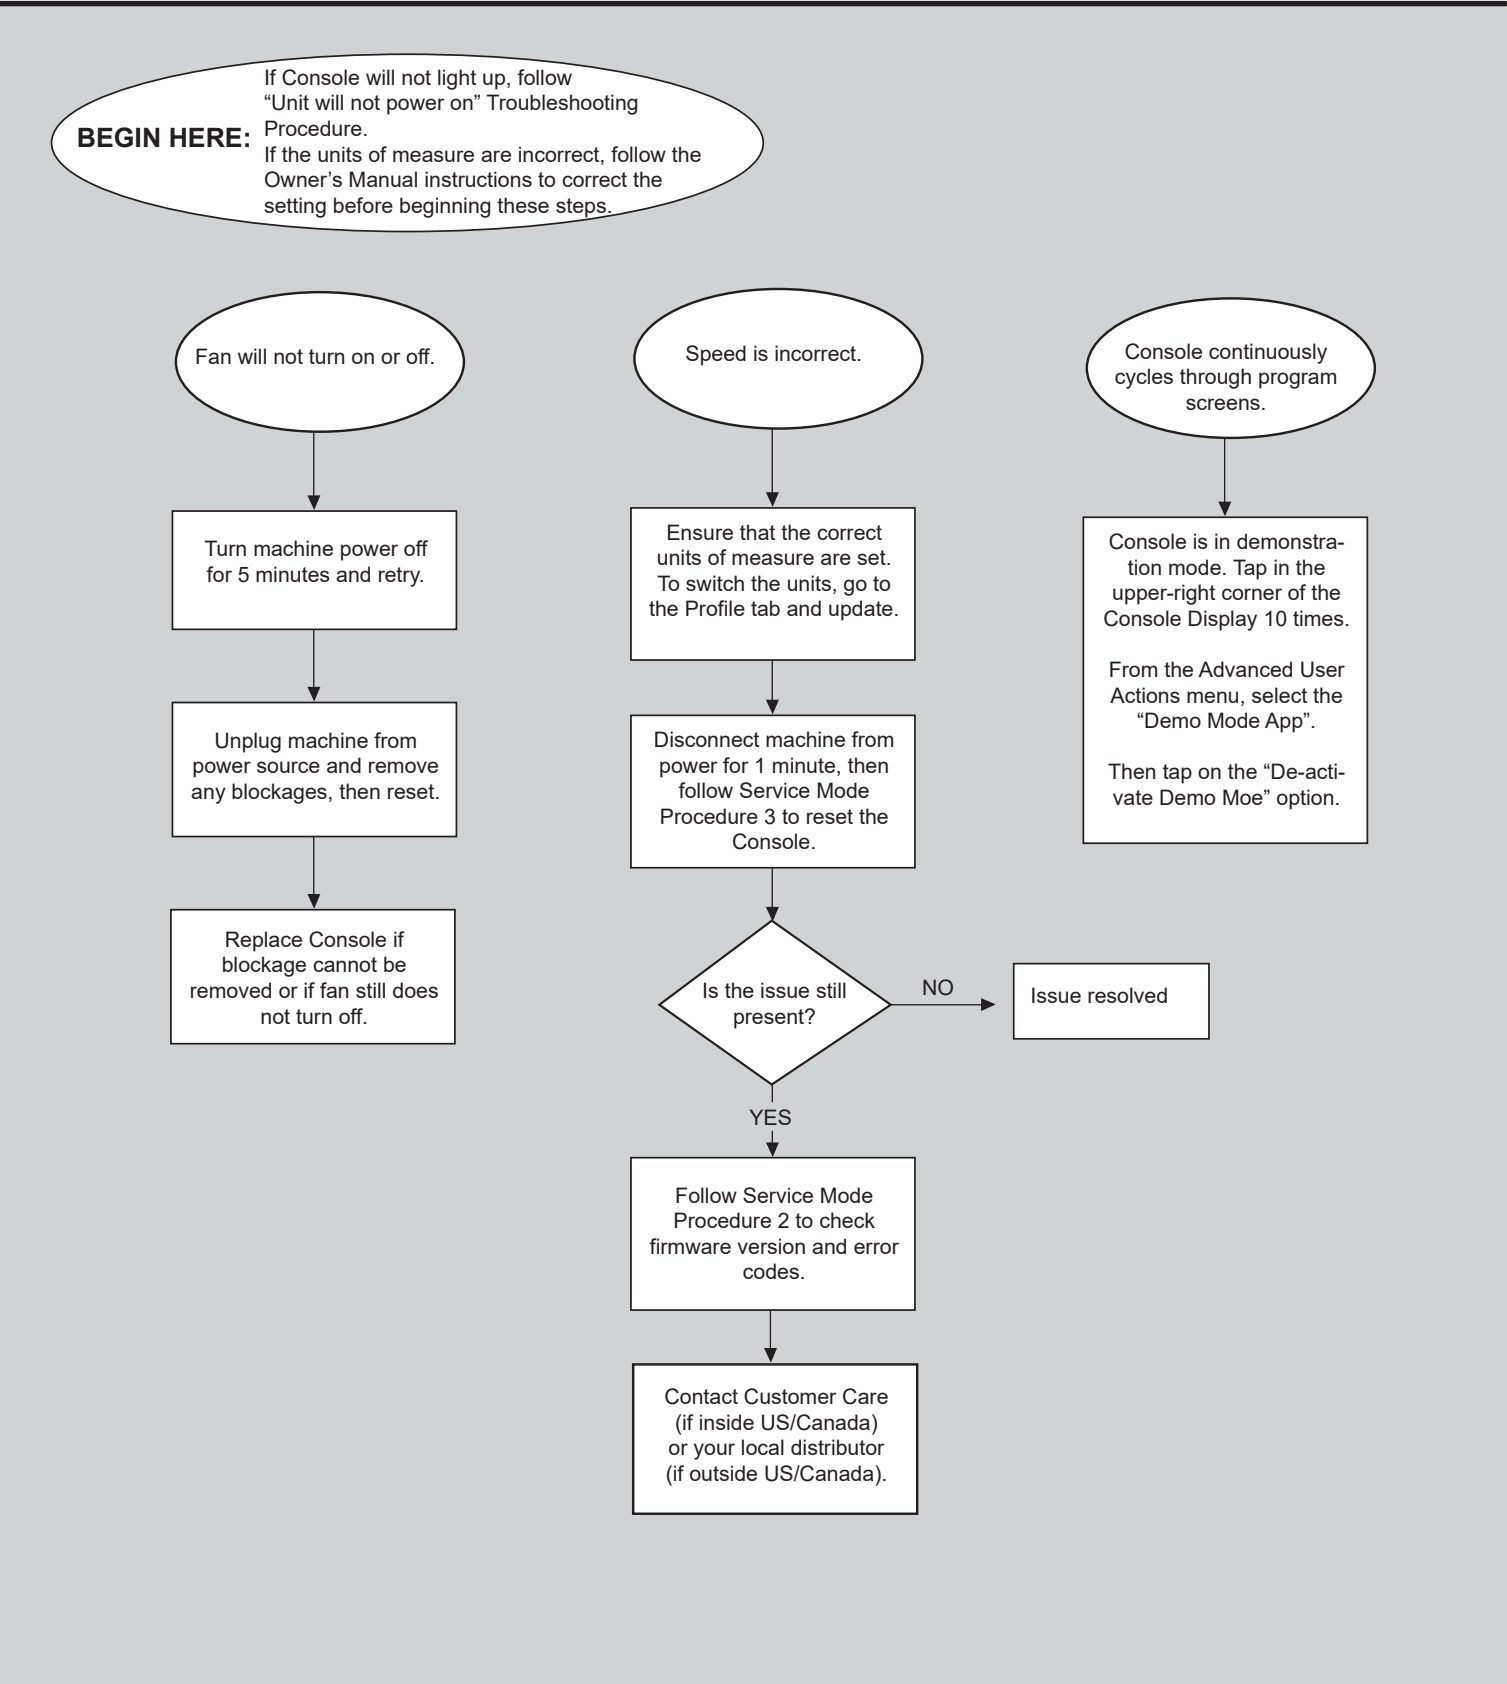 BEGIN HERE:
If Console will not light up, follow
“Unit will not power on” Troubleshooting
Procedure.
If the units of measure are incorrect, follow the
Owner’s Manual instructions to correct the
setting before beginning these steps.
Fan will not turn on or off.
Turn machine power off
for 5 minutes and retry.
Unplug machine from
power source and remove
any blockages, then reset.
Replace Console if
blockage cannot be
removed or if fan still does
not turn off.
Speed is incorrect.
Ensure that the correct
units of measure are set.
To switch the units, go to
the Profile tab and update.
Disconnect machine from
power for 1 minute, then
follow Service Mode
Procedure 3 to reset the
Console.
Is the issue still
present?
NO
Issue resolved
YES
Follow Service Mode
Procedure 2 to check
firmware version and error
codes.
Contact Customer Care
(if inside US/Canada)
or your local distributor
(if outside US/Canada).
Console continuously
cycles through program
screens.
Console is in demonstra-
tion mode. Tap in the
upper-right corner of the
Console Display 10 times.
From the Advanced User
Actions menu, select the
“Demo Mode App”.
Then tap on the “De-acti-
vate Demo Moe” option.